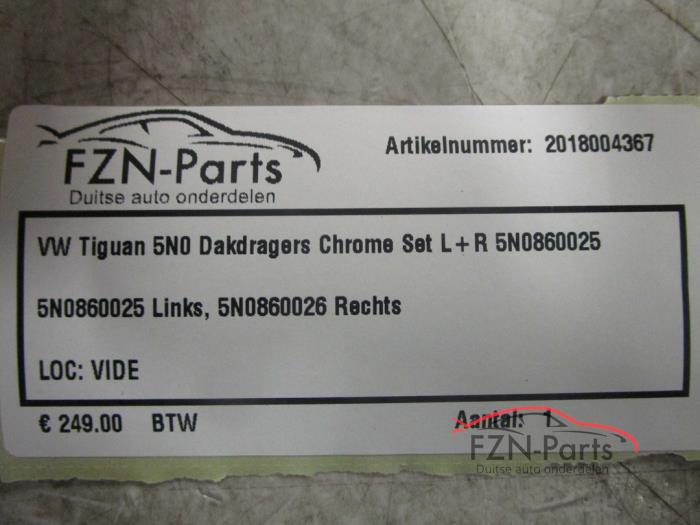 FZN-Parts
Duitse auto onderdelen
Artikelnummer: 2018004367
VW Tiguan 5N0 Dakdragers Chrome Set L+R 5N0860025
5N0860025 Links, 5N0860026 Rechts
LOC: VIDE
€ 249.00 BTW
Aantal: 1
FZN-Parts
Duitse auto onderdelen